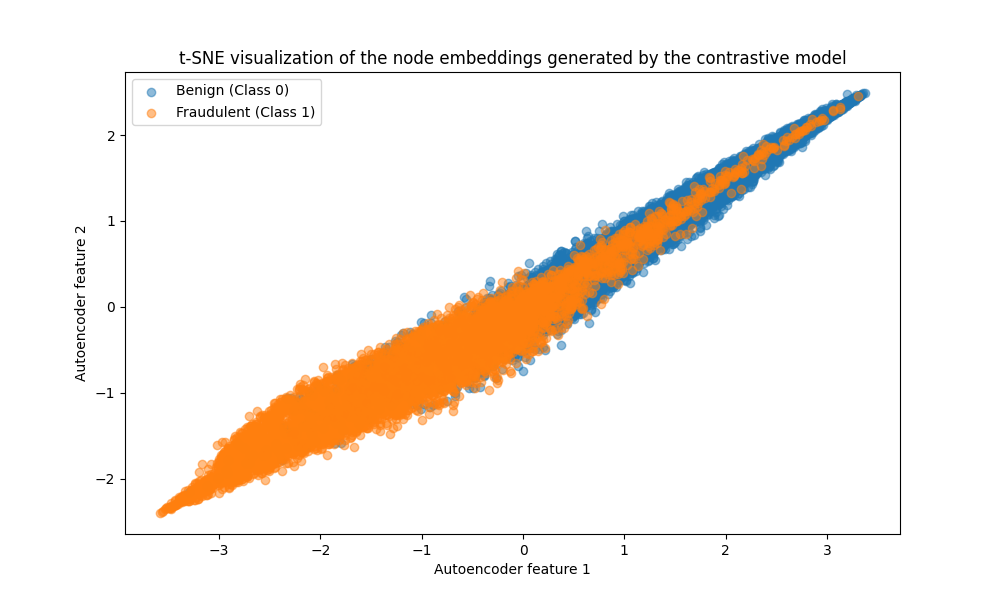 t-SNE visualization of the node embeddings generated by the contrastive model
Benign (Class 0)
Fraudulent (Class 1)
Autoencoder feature 2
2
1
0
−1
−2
−3
−2
−1
0
1
2
3
Autoencoder feature 1